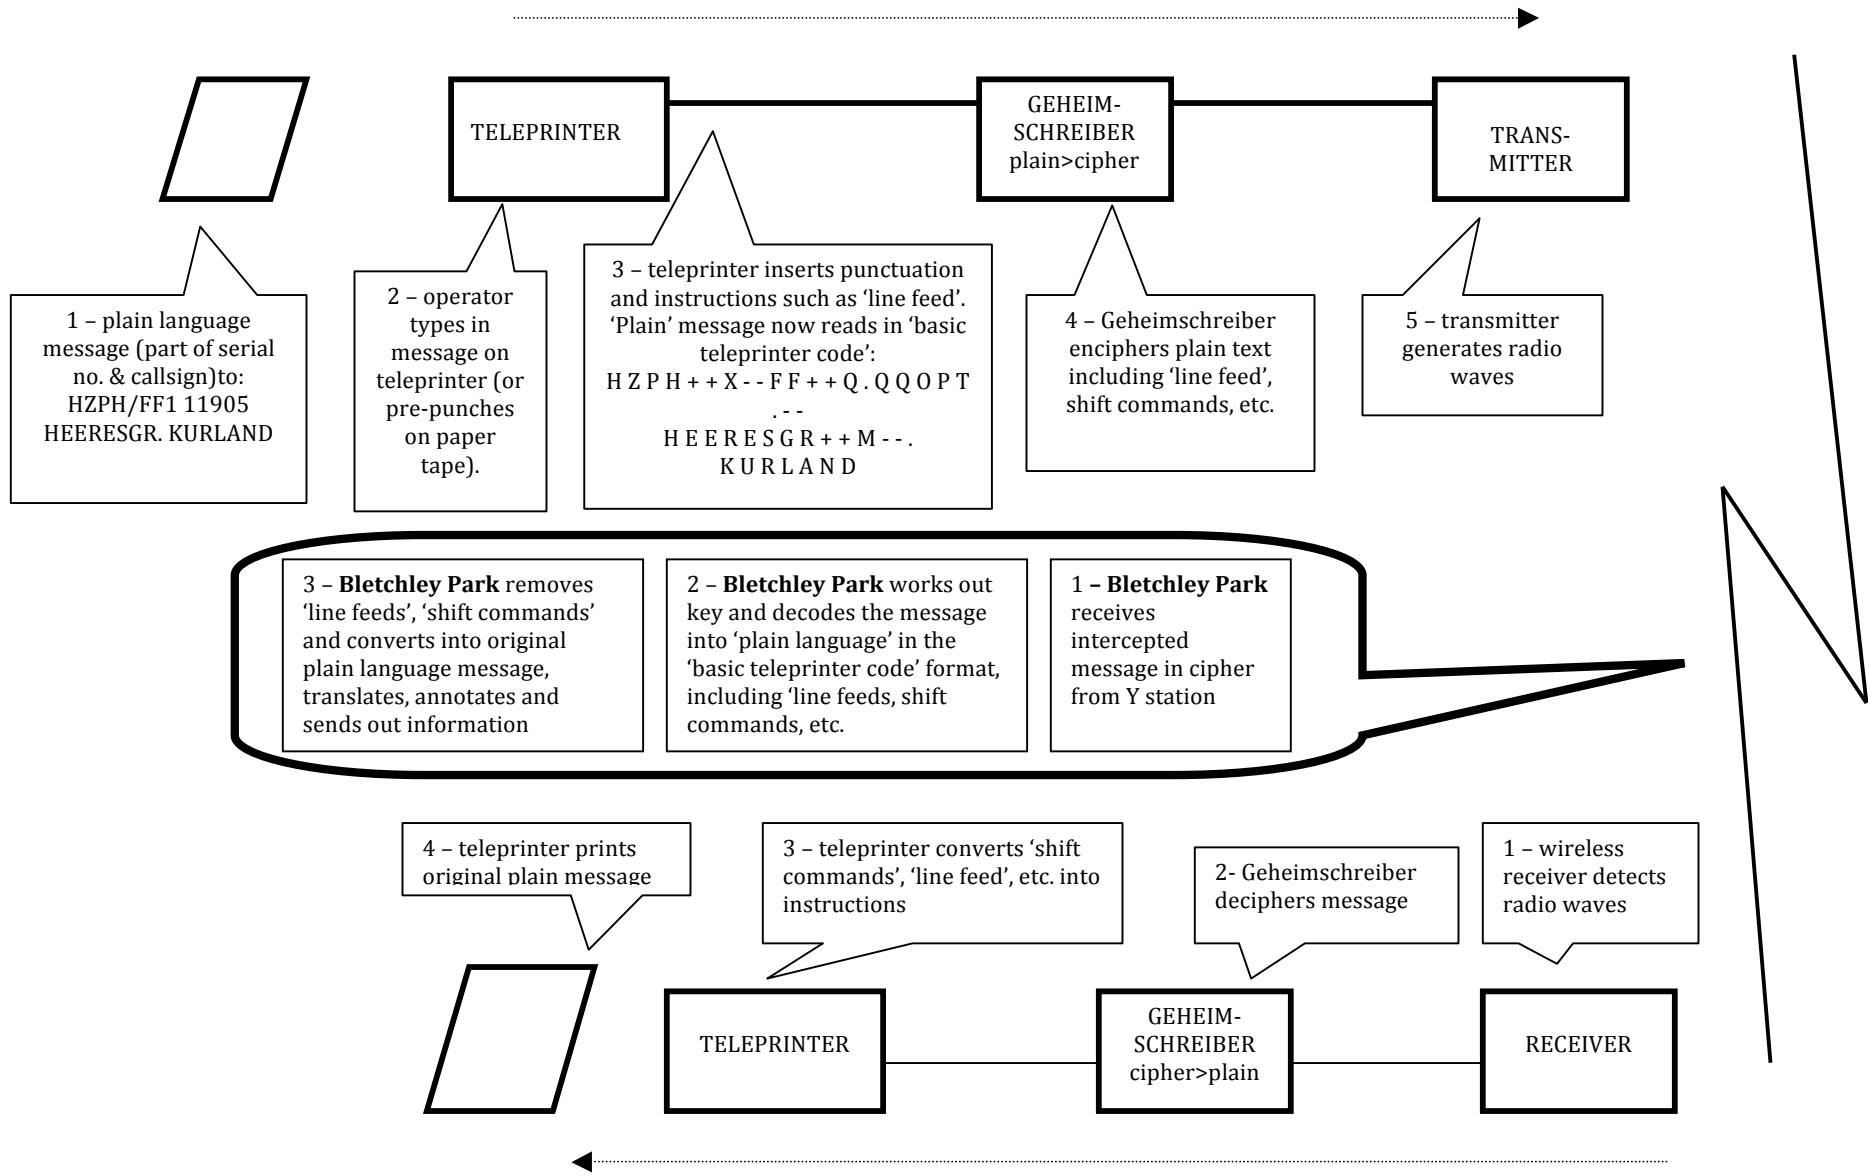 TELEPRINTER
GEHEIM-
SCHREIBER
plain>cipher
TRANS-
MITTER
1 – plain language
message (part of serial
no. & callsign)to:
HZPH/FF1 11905
HEERESGR. KURLAND
2 – operator
types in
message on
teleprinter (or
pre-punches
on paper
tape).
3 – teleprinter inserts punctuation
and instructions such as ‘line feed’.
‘Plain’ message now reads in ‘basic
teleprinter code’:
H Z P H + + X - - F F + + Q . Q Q O P T
. - -
H E E R E S G R + + M - - .
K U R L A N D
4 – Geheimschreiber
enciphers plain text
including ‘line feed’,
shift commands, etc.
5 – transmitter
generates radio
waves
3 – Bletchley Park removes
‘line feeds’, ‘shift commands’
and converts into original
plain language message,
translates, annotates and
sends out information
2 – Bletchley Park works out
key and decodes the message
into ‘plain language’ in the
‘basic teleprinter code’ format,
including ‘line feeds, shift
commands, etc.
1 – Bletchley Park
receives
intercepted
message in cipher
from Y station
4 – teleprinter prints
original plain message
3 – teleprinter converts ‘shift
commands’, ‘line feed’, etc. into
instructions
2- Geheimschreiber
deciphers message
1 – wireless
receiver detects
radio waves
TELEPRINTER
GEHEIM-
SCHREIBER
cipher>plain
RECEIVER